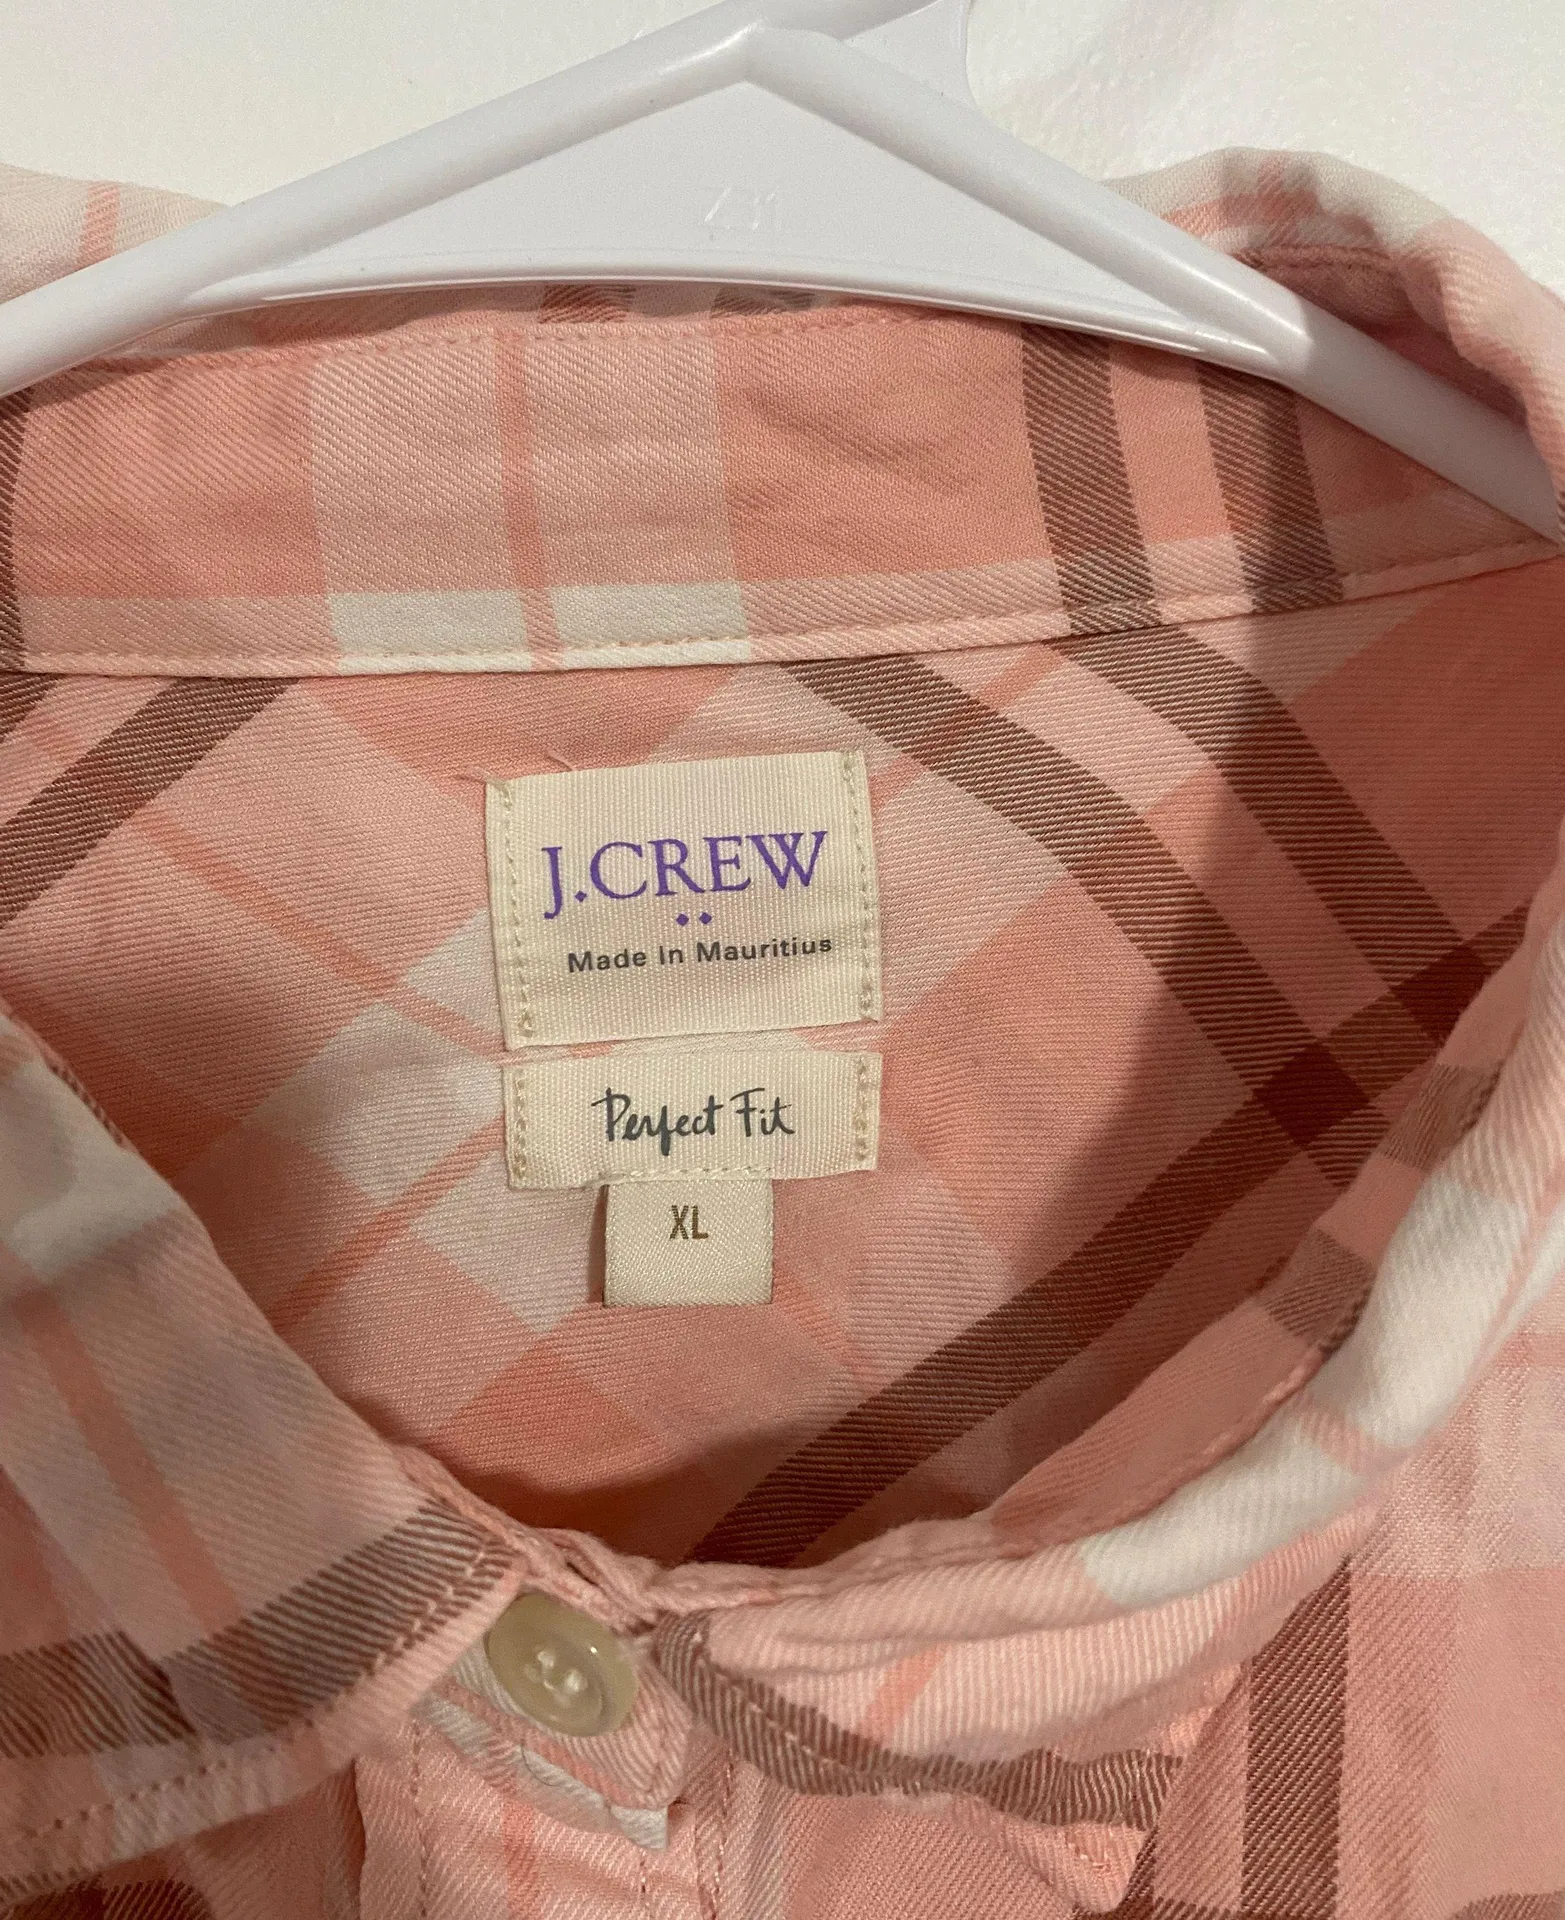 J.CREW
Made In Mauritius
Perfect Fit
XL